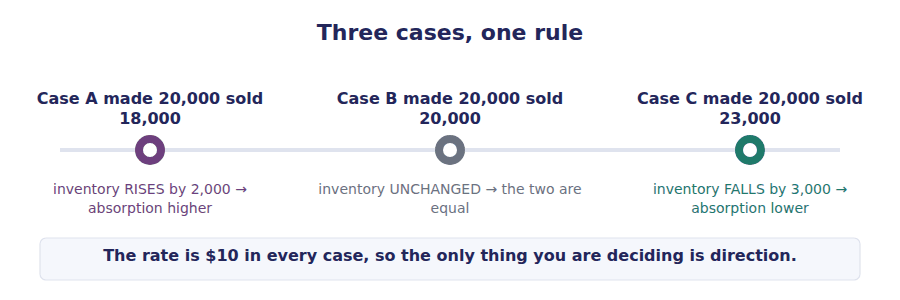 Three cases, one rule
Case A made 20,000 sold
18,000
Case B made 20,000 sold
20,000
Case C made 20,000 sold
23,000
inventory RISES by 2,000 →
absorption higher
inventory UNCHANGED → the two are
equal
inventory FALLS by 3,000 →
absorption lower
The rate is $10 in every case, so the only thing you are deciding is direction.